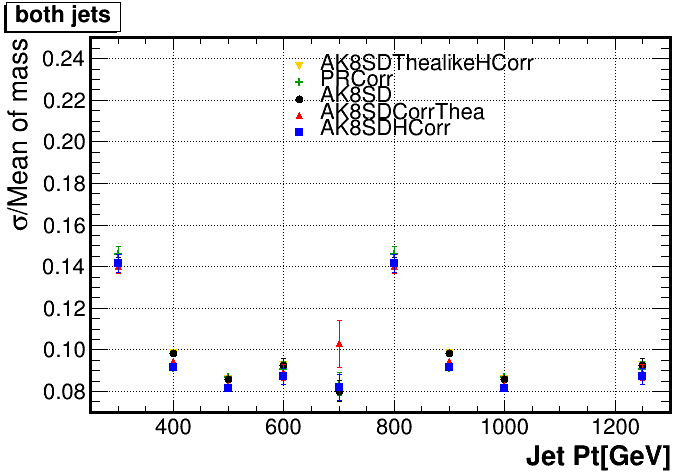 both jets
σ/Mean of mass
0.24
0.22
0.20
0.18
0.16
0.14
0.12
0.10
0.08
AK8SDThealikeHCorr
PRCorr
AK8SD
AK8SDCorrThea
AK8SDHCorr
400 600 800 1000 1200
Jet Pt[GeV]